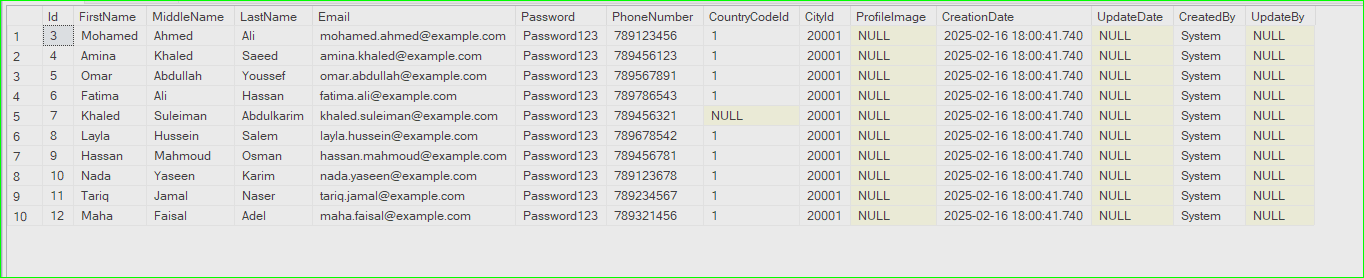 Id FirstName MiddleName LastName Email Password PhoneNumber CountryCodeId CityId ProfileImage CreationDate UpdateDate CreatedBy UpdateBy
1 3 Mohamed Ahmed Ali mohamed.ahmed@example.com Password123 789123456 1 20001 NULL 2025-02-16 18:00:41.740 NULL System NULL
2 4 Amina Khaled Saeed amina.khaled@example.com Password123 789456123 1 20001 NULL 2025-02-16 18:00:41.740 NULL System NULL
3 5 Omar Abdullah Youssef omar.abdullah@example.com Password123 789567891 1 20001 NULL 2025-02-16 18:00:41.740 NULL System NULL
4 6 Fatima Ali Hassan fatima.ali@example.com Password123 789786543 1 20001 NULL 2025-02-16 18:00:41.740 NULL System NULL
5 7 Khaled Suleiman Abdulkarim khaled.suleiman@example.com Password123 789456321 NULL 20001 NULL 2025-02-16 18:00:41.740 NULL System NULL
6 8 Layla Hussein Salem layla.hussein@example.com Password123 789678542 1 20001 NULL 2025-02-16 18:00:41.740 NULL System NULL
7 9 Hassan Mahmoud Osman hassan.mahmoud@example.com Password123 789456781 1 20001 NULL 2025-02-16 18:00:41.740 NULL System NULL
8 10 Nada Yaseen Karim nada.yaseen@example.com Password123 789123678 1 20001 NULL 2025-02-16 18:00:41.740 NULL System NULL
9 11 Tariq Jamal Naser tariq.jamal@example.com Password123 789234567 1 20001 NULL 2025-02-16 18:00:41.740 NULL System NULL
10 12 Maha Faisal Adel maha.faisal@example.com Password123 789321456 1 20001 NULL 2025-02-16 18:00:41.740 NULL System NULL